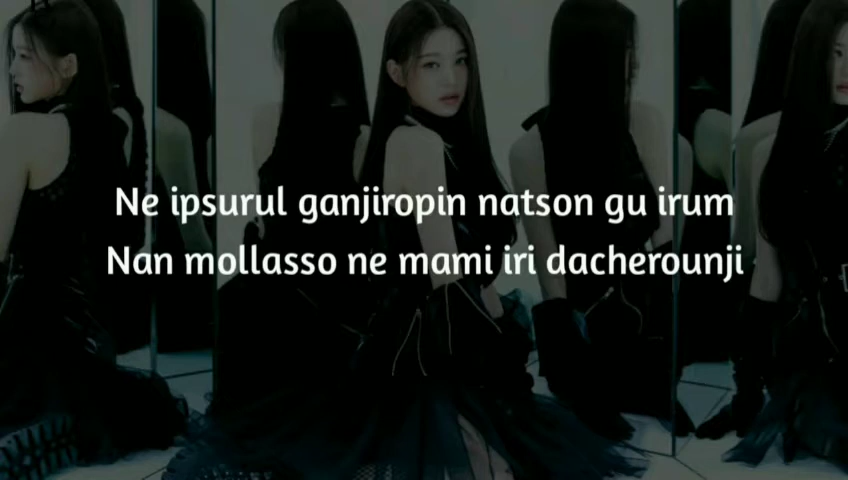 Ne ipsurul ganjiropin natson gu irum
Nan mollasso ne mami iri dacherounji